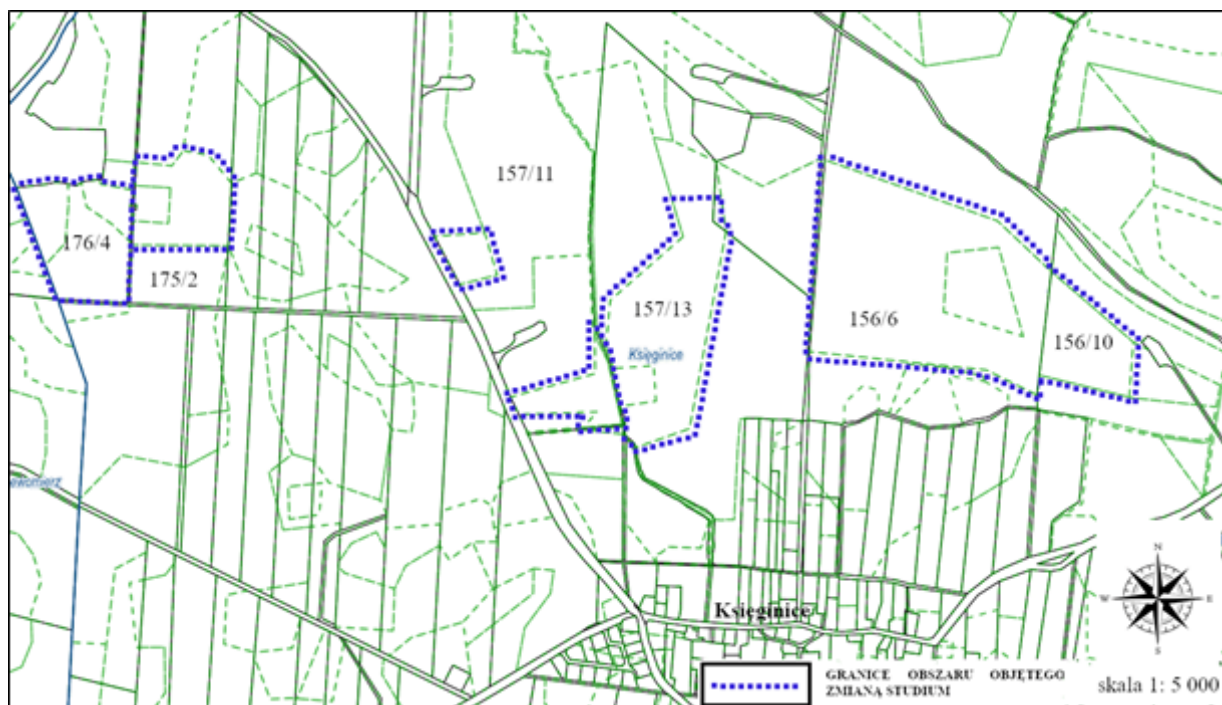 157/11
176/4
175/2
157/13
156/6
Księginice
156/10
ewomierz
N
W
E
S
Księginice
GRANICE OBSZARU OBJĘTEGO
ZMIANĄ STUDIUM
skala 1: 5 000